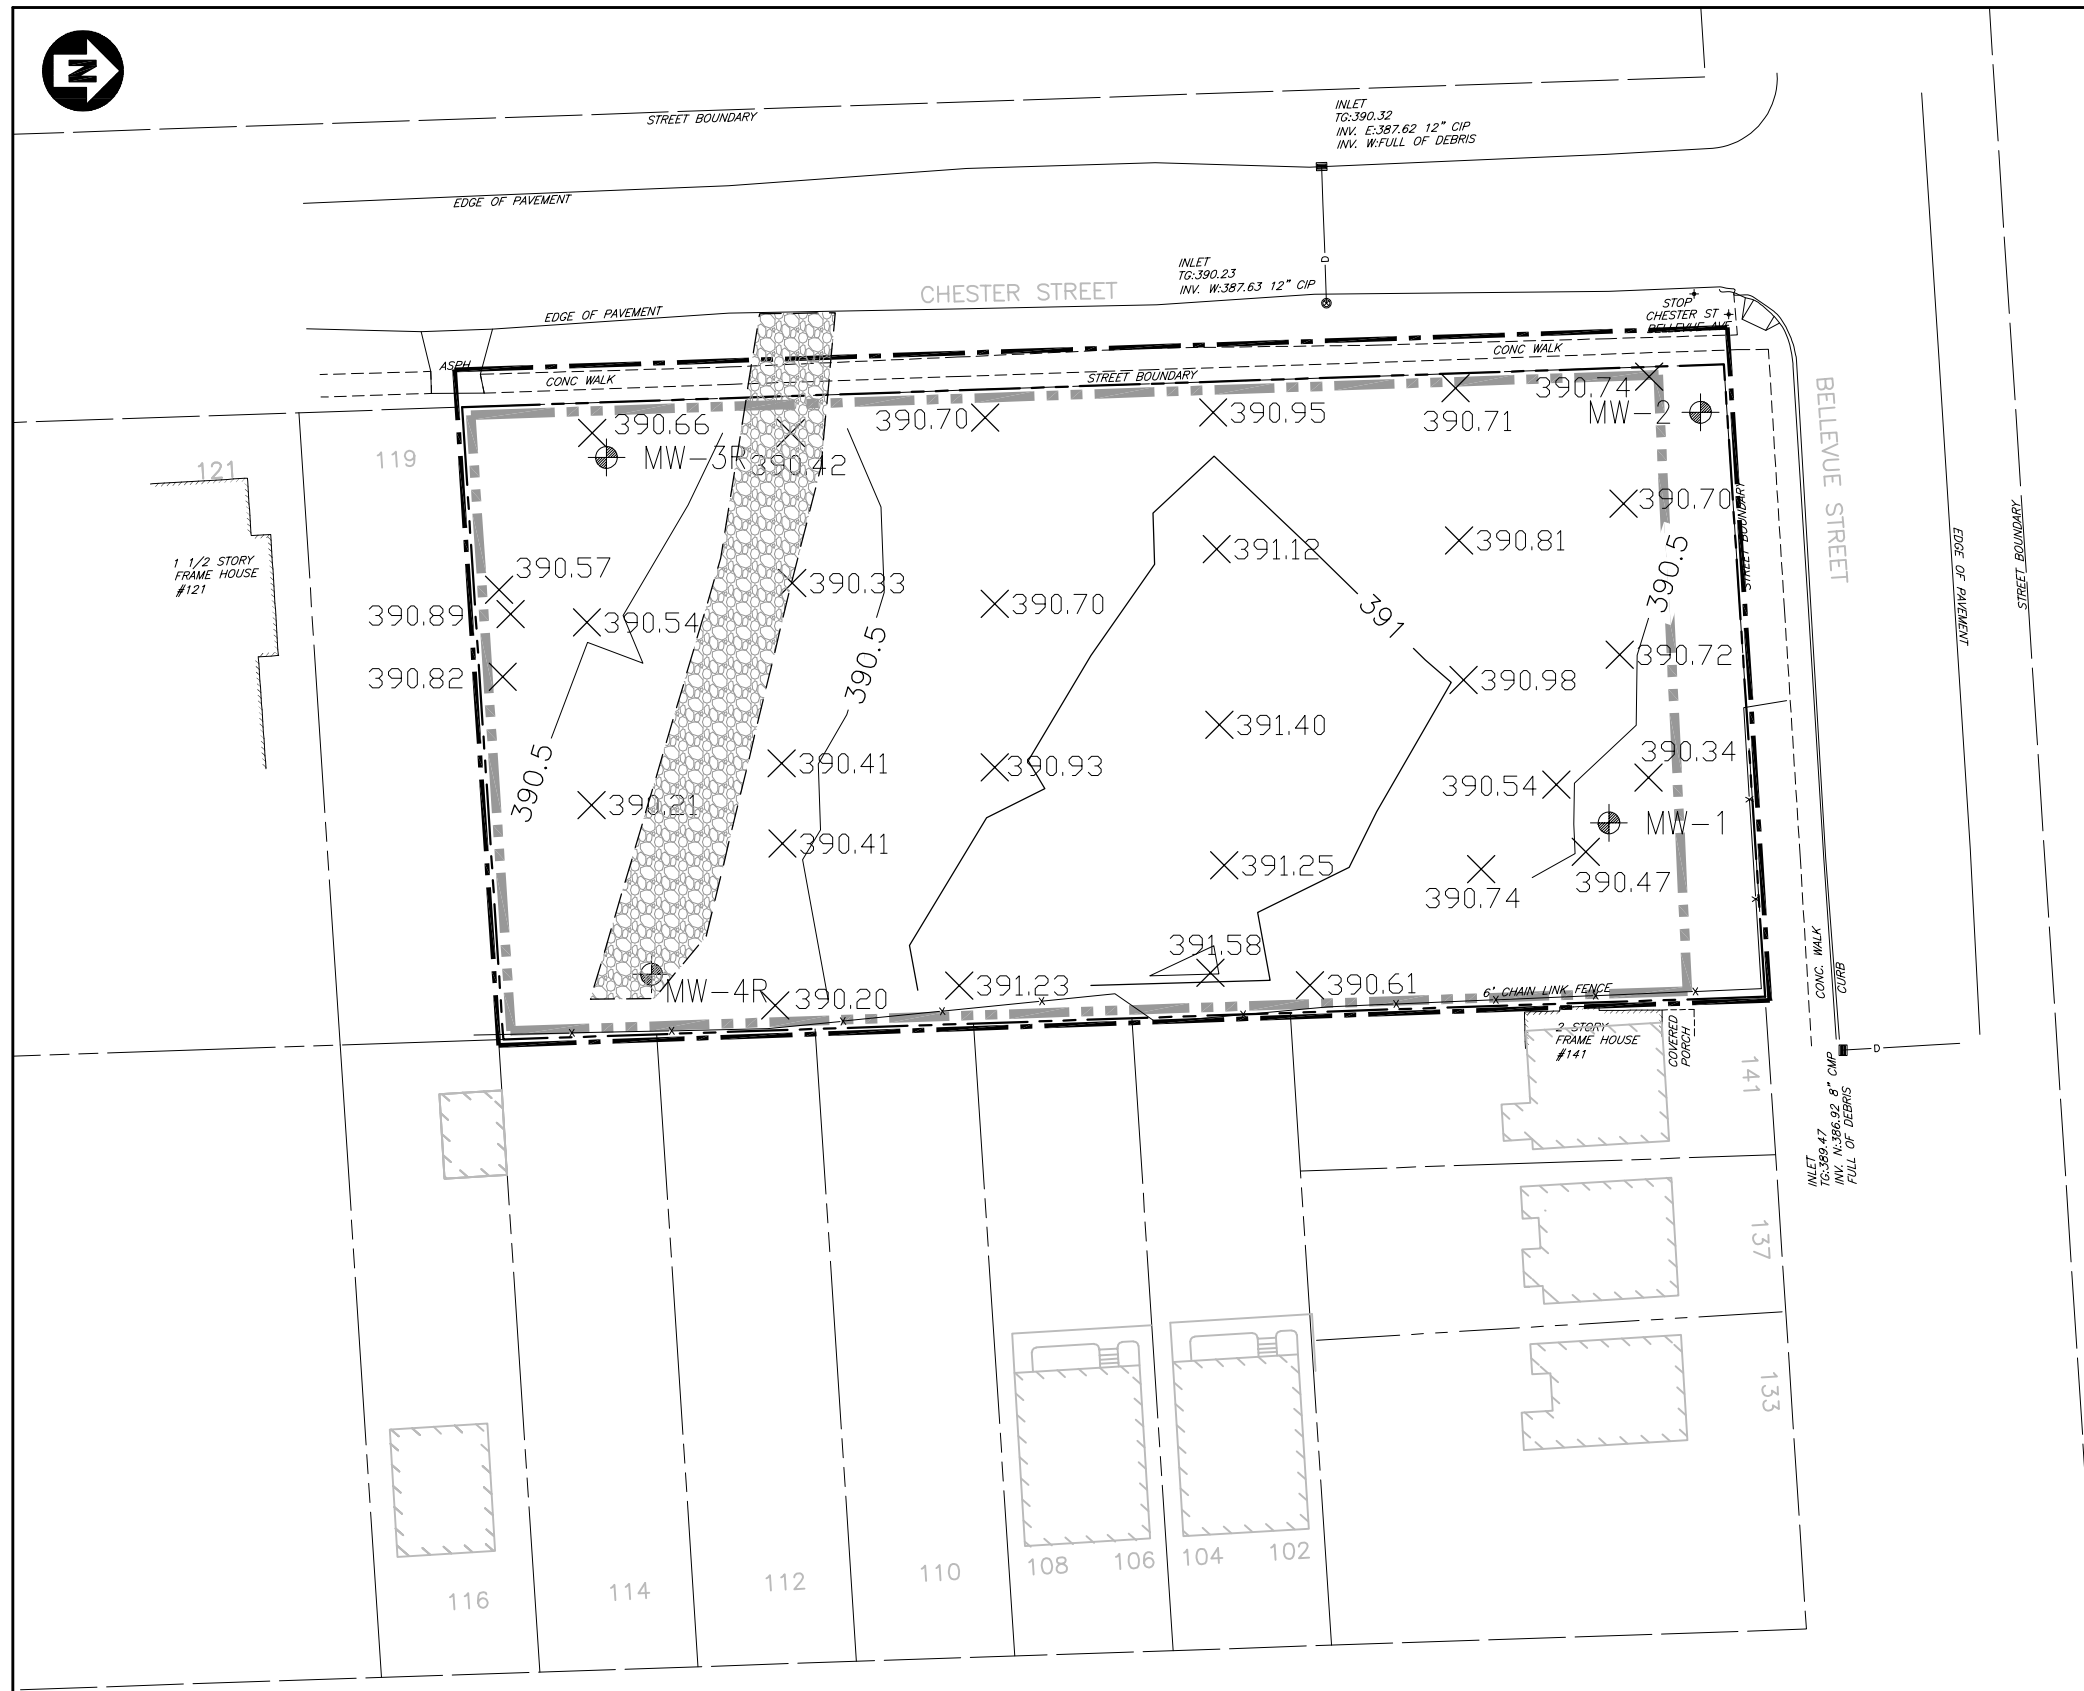 N
STREET BOUNDARY
INLET
TG:390.32
INV. E:387.62 12" CIP
INV. W:FULL OF DEBRIS
EDGE OF PAVEMENT
INLET
TG:390.23
INV. W:387.63 12" CIP
CHESTER STREET
EDGE OF PAVEMENT
STOP
CHESTER ST
BELLEVUE AVE
ASPH
CONC WALK
STREET BOUNDARY
CONC WALK
390.66
390.42
390.70
390.95
390.71
390.74
MW-2
MW-3R
121
119
BELLEVUE STREET
STREET BOUNDARY
EDGE OF PAVEMENT
STREET BOUNDARY
1 1/2 STORY
FRAME HOUSE
#121
390.57
390.89
390.54
390.82
390.33
390.70
391.12
390.81
390.70
390.5
391
390.5
390.5
390.98
390.72
391.40
390.41
390.93
390.54
390.34
390.21
390.41
391.25
MW-1
390.74
390.47
391.58
MW-4R
390.20
391.23
390.61
6' CHAIN LINK FENCE
2 STORY
FRAME HOUSE
#141
COVERED
PORCH
CONC. WALK
CURB
D
D
INLET
TG:389.47
INV. N:386.92 8" CMP
FULL OF DEBRIS
141
137
133
116
114
112
110
108
106
104
102